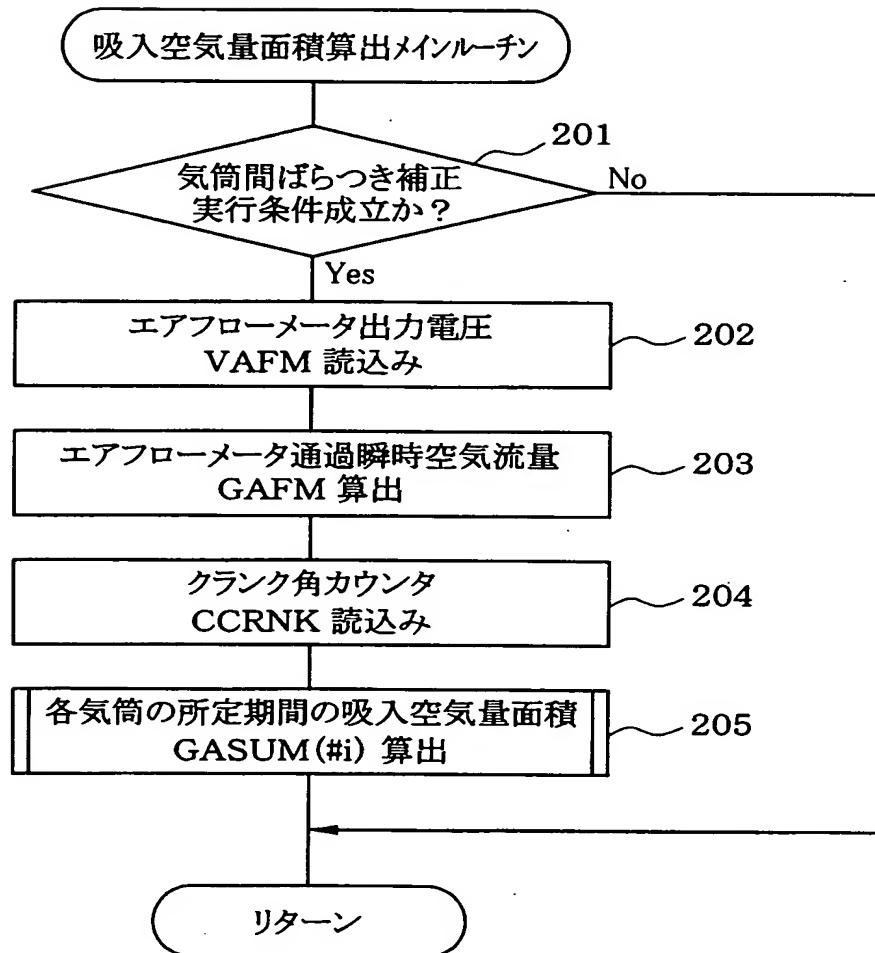 吸入空気量面積算出メインルーチン
201
気筒間ばらつき補正
実行条件成立か？
No
Yes
エアフローメータ出力電圧
VAFM 読込み
202
エアフローメータ通過瞬時空気流量
GAFM 算出
203
クランク角カウンタ
CCRNK 読込み
204
各気筒の所定期間の吸入空気量面積
GASUM(#i) 算出
205
リターン